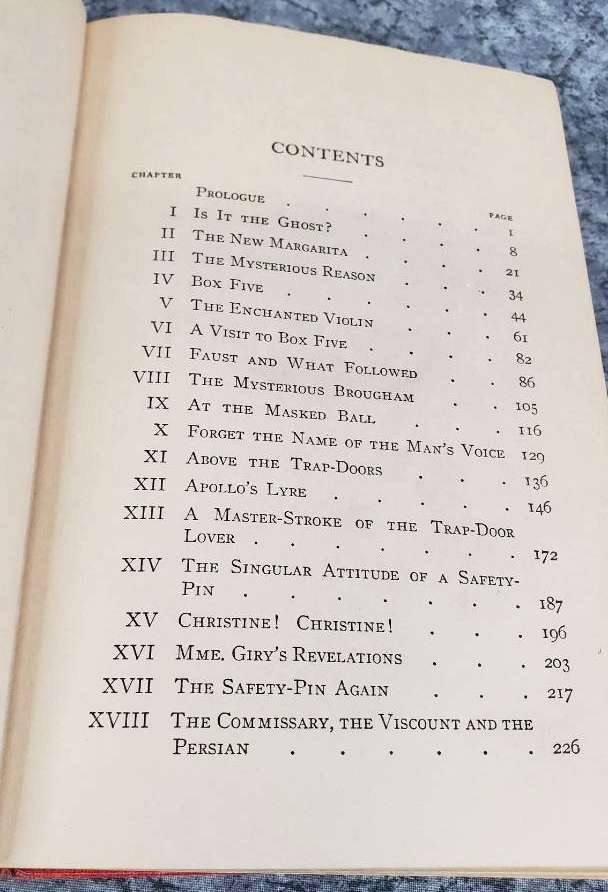 CONTENTS
CHAPTER PAGE
PROLOGUE . . . . . . 1
I IS IT THE GHOST? . . . . 8
II THE NEW MARGARITA . . . . 21
III THE MYSTERIOUS REASON . . . 34
IV BOX FIVE . . . . . . 44
V THE ENCHANTED VIOLIN . . . 61
VI A VISIT TO BOX FIVE . . . . 82
VII FAUST AND WHAT FOLLOWED . . 86
VIII THE MYSTERIOUS BROUGHAM . . 105
IX AT THE MASKED BALL . . . 116
X FORGET THE NAME OF THE MAN'S VOICE 129
XI ABOVE THE TRAP-DOORS . . . 136
XII APOLLO'S LYRE . . . . . 146
XIII A MASTER-STROKE OF THE TRAP-DOOR
LOVER . . . . . . . . 172
XIV THE SINGULAR ATTITUDE OF A SAFETY-
PIN . . . . . . . 187
XV CHRISTINE! CHRISTINE! . . . 196
XVI MME. GIRY'S REVELATIONS . . . 203
XVII THE SAFETY-PIN AGAIN . . . 217
XVIII THE COMMISSARY, THE VISCOUNT AND THE
PERSIAN . . . . . . 226